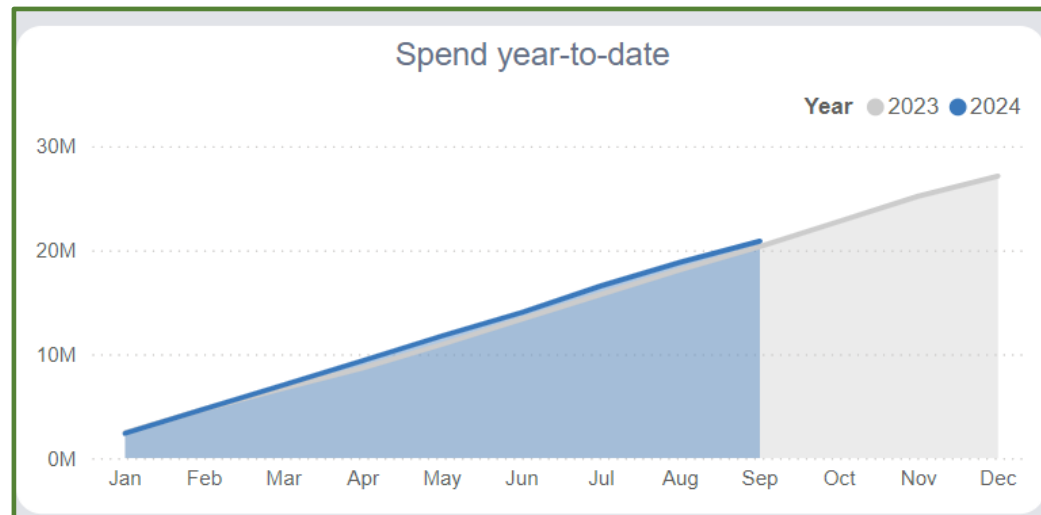 Spend year-to-date
Year 2023 2024
30M
20M
10M
0M
Jan Feb Mar Apr May Jun Jul Aug Sep Oct Nov Dec